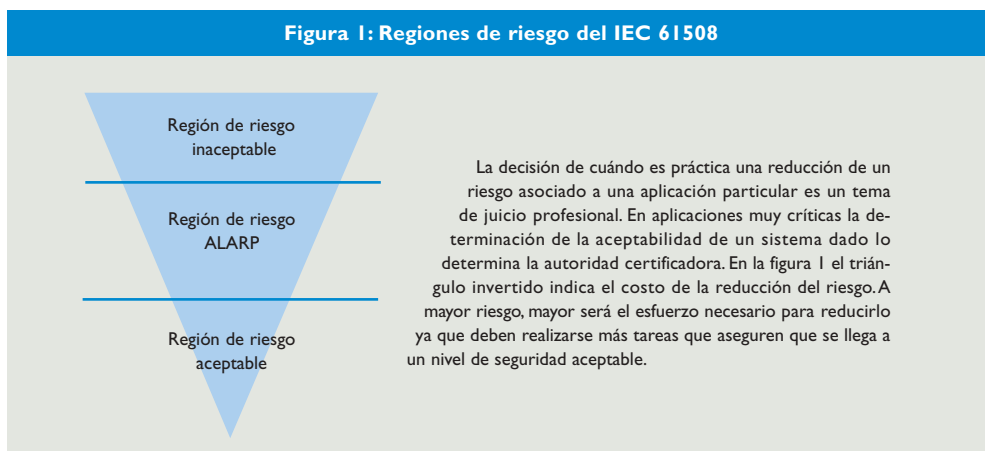 Figura 1: Regiones de riesgo del IEC 61508
Región de riesgo
inaceptable
Región de riesgo
ALARP
Región de riesgo
aceptable
La decisión de cuándo es práctica una reducción de un
riesgo asociado a una aplicación particular es un tema
de juicio profesional. En aplicaciones muy críticas la de-
terminación de la aceptabilidad de un sistema dado lo
determina la autoridad certificadora. En la figura 1 el trián-
gulo invertido indica el costo de la reducción del riesgo. A
mayor riesgo, mayor será el esfuerzo necesario para reducirlo
ya que deben realizarse más tareas que aseguren que se llega a
un nivel de seguridad aceptable.